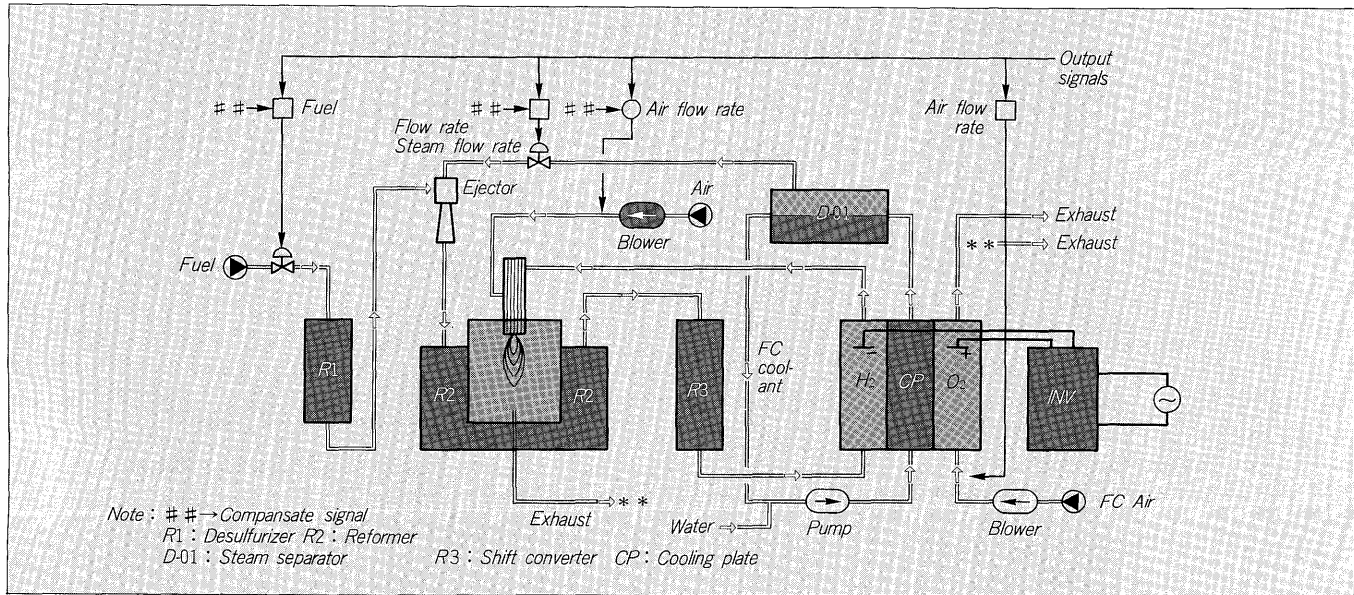 Output
signals
## Fuel
##
## Air flow rate
Air flow
rate
Flow rate
Steam flow rate
Ejector
Air
Blower
D-01
Exhaust
** Exhaust
Fuel
R1
R2
R2
R3
FC
cool-
ant
H₂
CP
O₂
INV
Exhaust
**
Water
Pump
Blower
FC Air
Note : ## → Compansate signal
R1 : Desulfurizer R2 : Reformer
D-01 : Steam separator R3 : Shift converter CP : Cooling plate